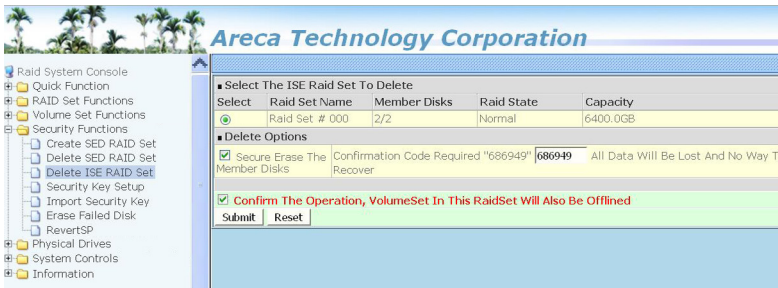 Areca Technology Corporation
Raid System Console
Quick Function
RAID Set Functions
Volume Set Functions
Security Functions
Create SED RAID Set
Delete SED RAID Set
Delete ISE RAID Set
Security Key Setup
Import Security Key
Erase Failed Disk
RevertSP
Physical Drives
System Controls
Information
Select The ISE Raid Set To Delete
Select Raid Set Name Member Disks Raid State Capacity
Raid Set # 000 2/2 Normal 6400.0GB
Delete Options
Secure Erase The Member Disks
Confirmation Code Required "686949" 686949 All Data Will Be Lost And No Way T
Recover
Confirm The Operation, VolumeSet In This RaidSet Will Also Be Offlined
Submit Reset